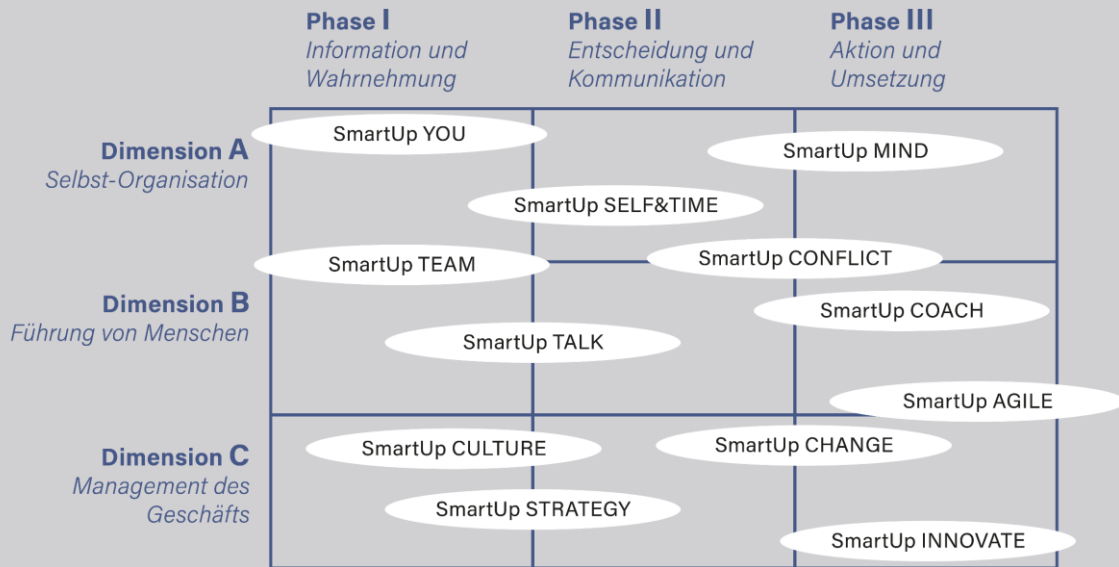 Phase I
Information und
Wahrnehmung
Phase II
Entscheidung und
Kommunikation
Phase III
Aktion und
Umsetzung
Dimension A
Selbst-Organisation
SmartUp YOU
SmartUp MIND
SmartUp SELF&TIME
SmartUp TEAM
SmartUp CONFLICT
Dimension B
Führung von Menschen
SmartUp COACH
SmartUp TALK
SmartUp AGILE
Dimension C
Management des
Geschäfts
SmartUp CULTURE
SmartUp CHANGE
SmartUp STRATEGY
SmartUp INNOVATE